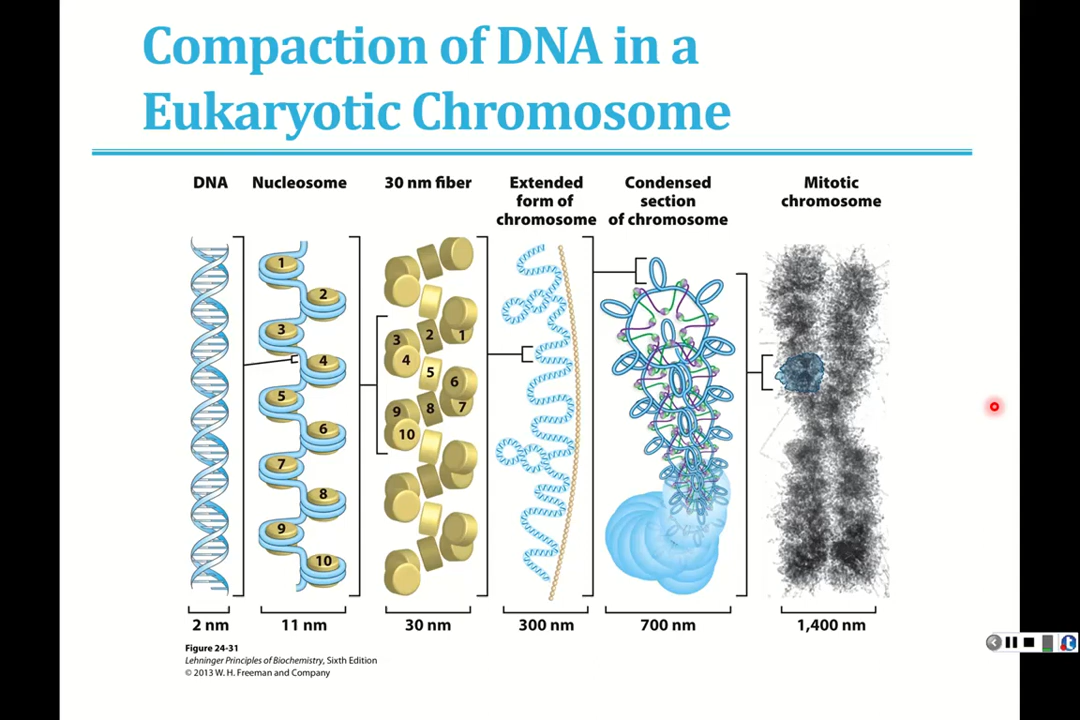 Compaction of DNA in a
Eukaryotic Chromosome
DNA
Nucleosome
30 nm fiber
Extended
form of
chromosome
Condensed
section
of chromosome
Mitotic
chromosome
1
2
3
4
5
6
7
8
9
10
1
2
3
4
5
6
7
8
9
10
2 nm
11 nm
30 nm
300 nm
700 nm
1,400 nm
Figure 24-31
Lehninger Principles of Biochemistry, Sixth Edition
© 2013 W. H. Freeman and Company
t